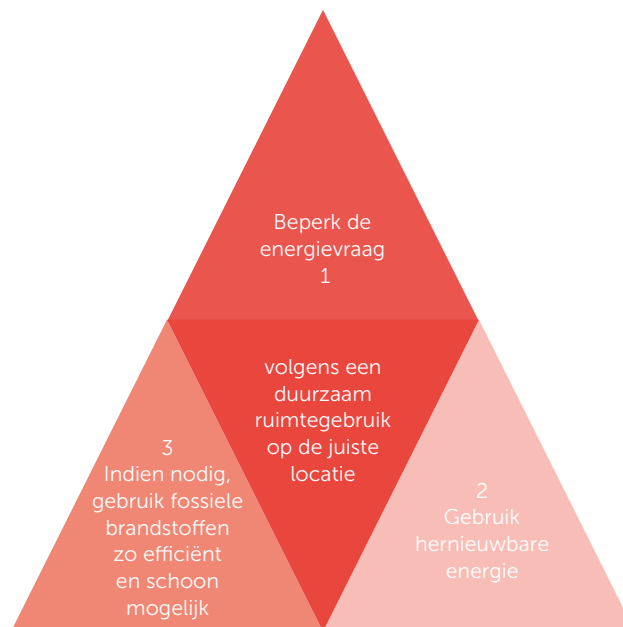 Beperk de
energievraag
1
volgens een
duurzaam
ruimtegebruik
op de juiste
locatie
3
Indien nodig,
gebruik fossiele
brandstoffen
zo efficiënt
en schoon
mogelijk
2
Gebruik
hernieuwbare
energie